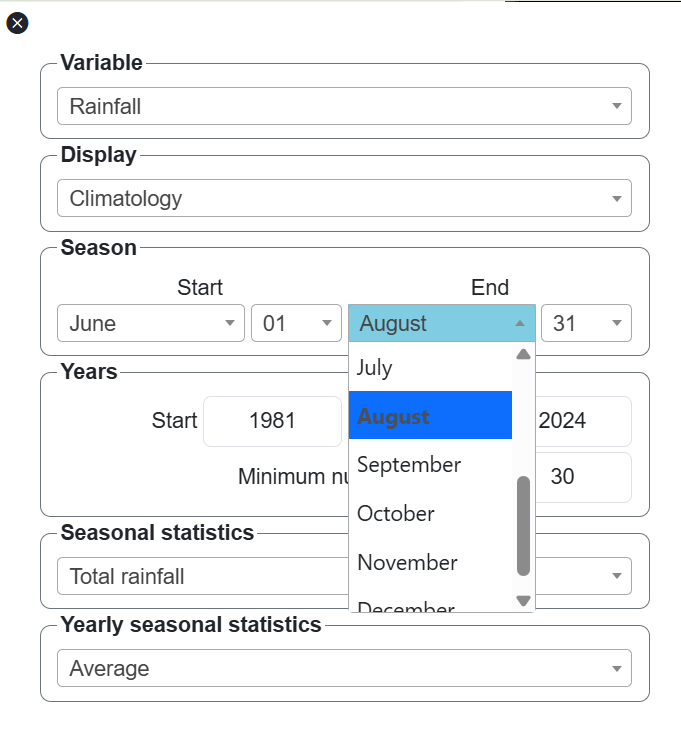 Variable
Rainfall
Display
Climatology
Season
Start End
June 01 August 31
July
Years
Start 1981 2024
August
September
Minimum nu 30
October
Seasonal statistics
November
Total rainfall
December
Yearly seasonal statistics
Average